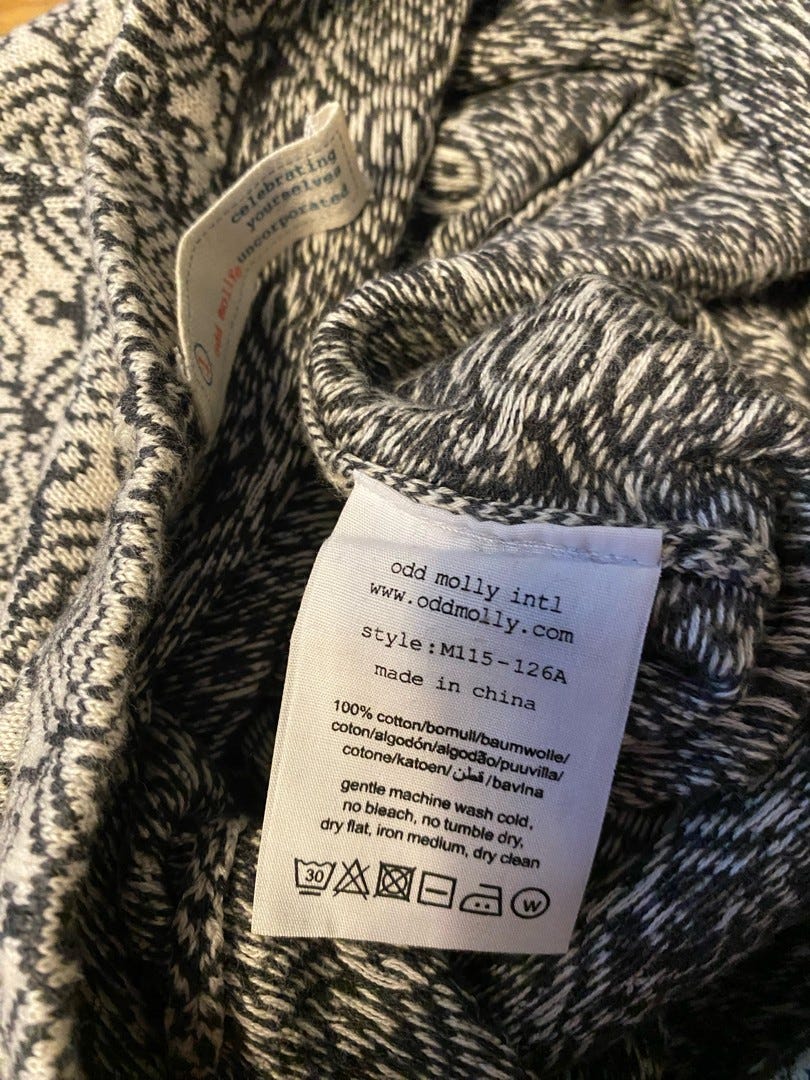 celebrating
yourselves
uncorporated
odd molly®
odd molly intl
www.oddmolly.com
style:M115-126A
made in china
100% cotton/bomull/baumwolle/
coton/algodón/algodão/puuvilla/
cotone/katoen/قطن/bavlna
gentle machine wash cold,
no bleach, no tumble dry,
dry flat, iron medium, dry clean
30
W